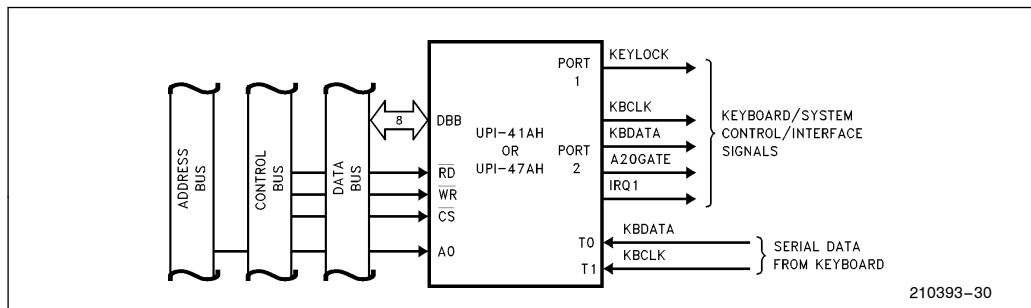 ADDRESS
BUS
CONTROL
BUS
DATA
BUS
8
DBB
RD
WR
CS
A0
UPI-41AH
OR
UPI-47AH
PORT
1
PORT
2
T0
T1
KEYLOCK
KBCLK
KBDATA
A20GATE
IRQ1
KEYBOARD/SYSTEM
CONTROL/INTERFACE
SIGNALS
KBDATA
KBCLK
SERIAL DATA
FROM KEYBOARD
210393-30